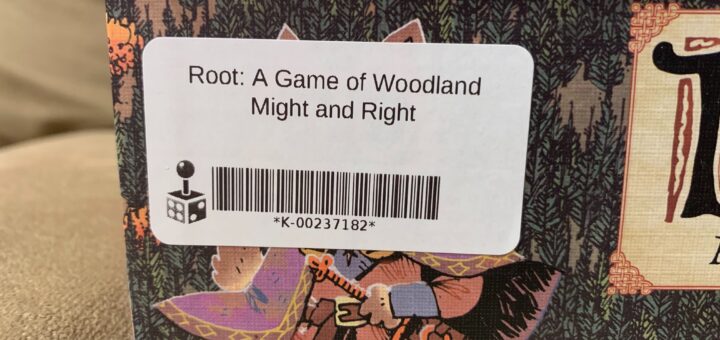 Root: A Game of Woodland
Might and Right
*K-00237182*